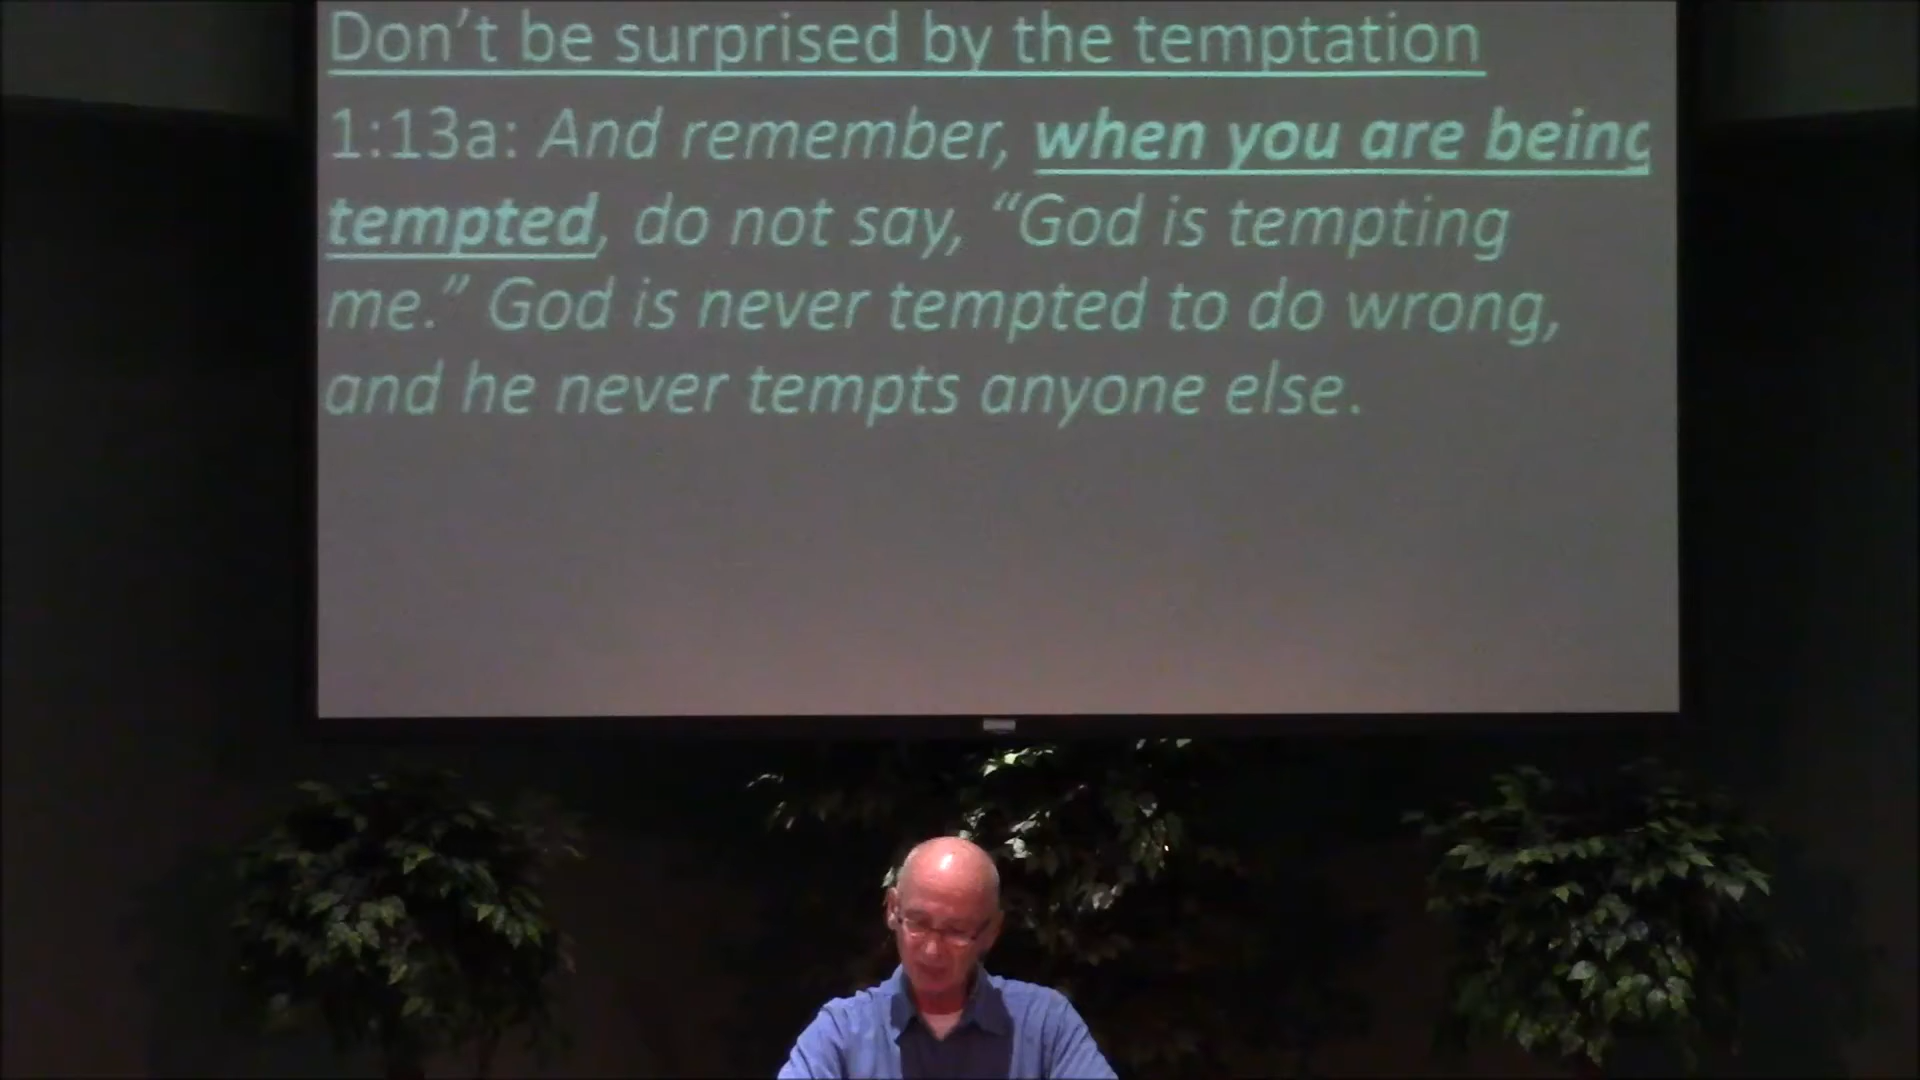 Don't be surprised by the temptation
1:13a: And remember, when you are being
tempted, do not say, “God is tempting
me.” God is never tempted to do wrong,
and he never tempts anyone else.